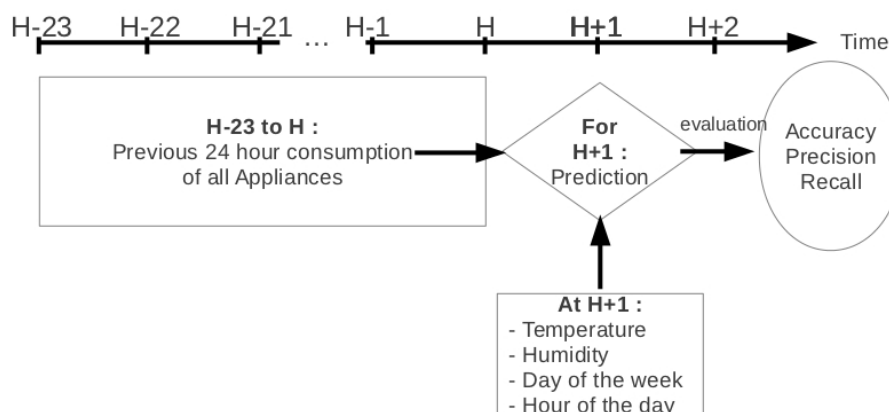 H-23 H-22 H-21 ... H-1 H H+1 H+2
Time
H-23 to H :
Previous 24 hour consumption
of all Appliances
For
H+1 :
Prediction
evaluation
Accuracy
Precision
Recall
At H+1 :
- Temperature
- Humidity
- Day of the week
- Hour of the day